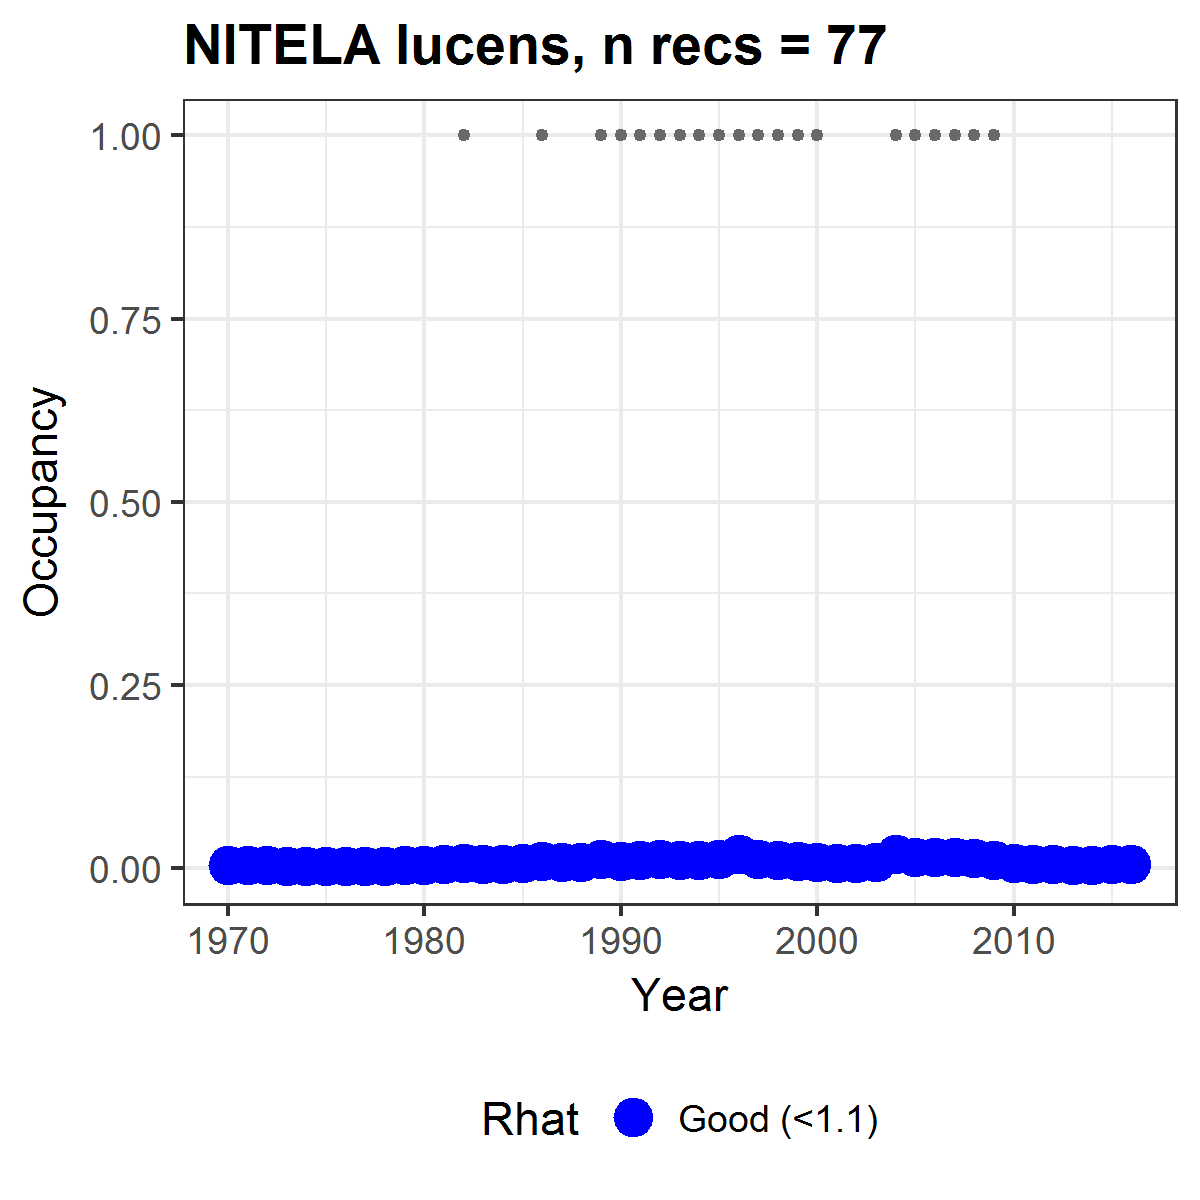 NITELA lucens, n recs = 77
1.00
0.75
0.50
0.25
0.00
Occupancy
1970 1980 1990 2000 2010
Year
Rhat Good (<1.1)